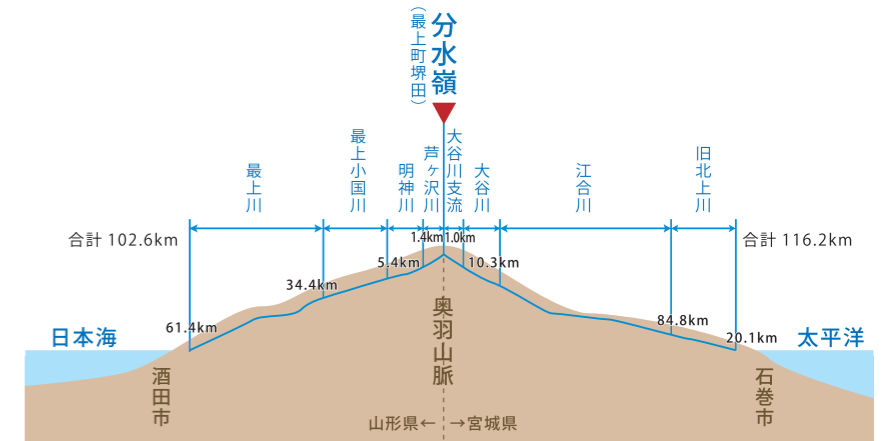 分水嶺
（最上町堺田）
最上川
最上小国川
明神川
芦ヶ沢川
大谷川支流
大谷川
江合川
旧北上川
合計 102.6km
1.4km
1.0km
合計 116.2km
5.4km
10.3km
34.4km
61.4km
84.8km
20.1km
日本海
太平洋
奥羽山脈
酒田市
石巻市
山形県←
→宮城県